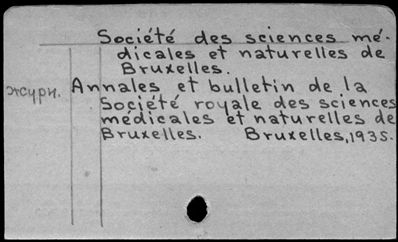 Société des sciences mé-
dicales et naturelles de
Bruxelles.
журн. Annales et bulletin de la
Société royale des sciences
médicales et naturelles de
Bruxelles. Bruxelles, 1935.